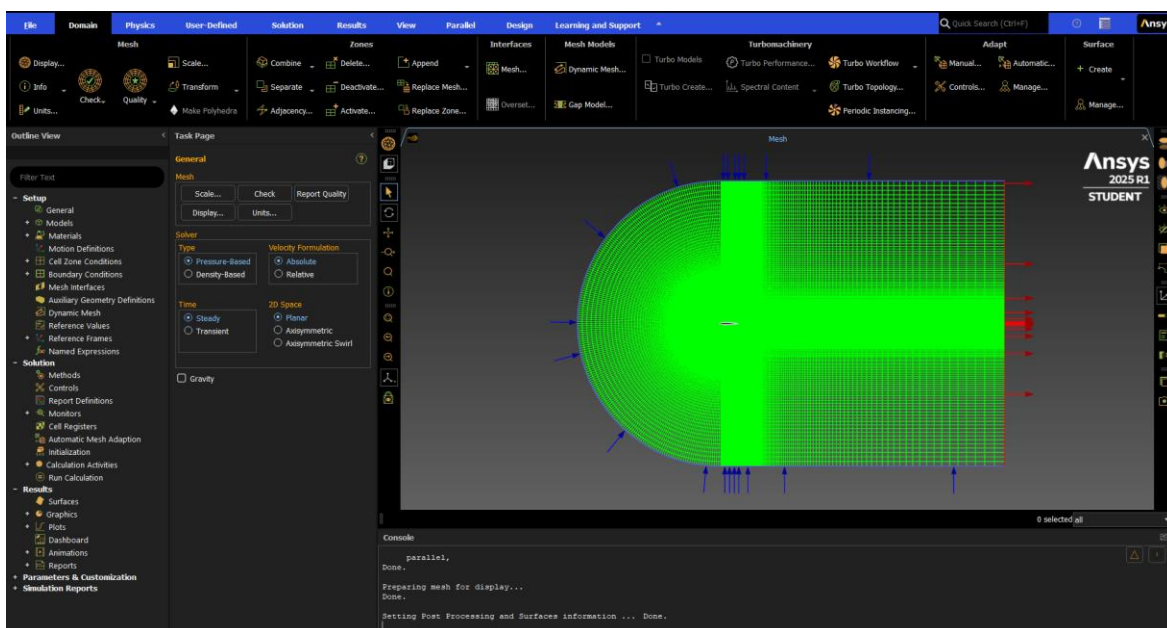 File Domain Physics User-Defined Solution Results View Parallel Design Learning and Support Quick Search (Ctrl+F) Ansy
Mesh Zones Interfaces Mesh Models Turbomachinery Adapt Surface
Display... Scale... Combine Delete... Append Mesh... Dynamic Mesh... Turbo Models Turbo Performance... Turbo Workflow Manual... Automatic... + Create
Info Check Quality Transform Separate Deactivate... Replace Mesh... Overset... Gap Model... Turbo Create... Spectral Content Turbo Topology... Controls... Manage... Manage...
Units... Make Polyhedra Adjacency... Activate... Replace Zone... Periodic Instancing...
Outline View
Filter Text
Setup
General
Models
Materials
Motion Definitions
Cell Zone Conditions
Boundary Conditions
Mesh Interfaces
Auxiliary Geometry Definitions
Dynamic Mesh
Reference Values
Reference Frames
Named Expressions
Solution
Methods
Controls
Report Definitions
Monitors
Cell Registers
Automatic Mesh Adaption
Initialization
Calculation Activities
Run Calculation
Results
Surfaces
Graphics
Plots
Dashboard
Animations
Reports
Parameters & Customization
Simulation Reports
Task Page
General
Mesh
Scale... Check Report Quality
Display... Units...
Solver
Type Velocity Formulation
Pressure-Based Absolute
Density-Based Relative
Time 2D Space
Steady Planar
Transient Axisymmetric
Axisymmetric Swirl
Gravity
Mesh
Ansys
2025 R1
STUDENT
0 selected all
Console
parallel,
Done.
Preparing mesh for display...
Done.
Setting Post Processing and Surfaces information ... Done.